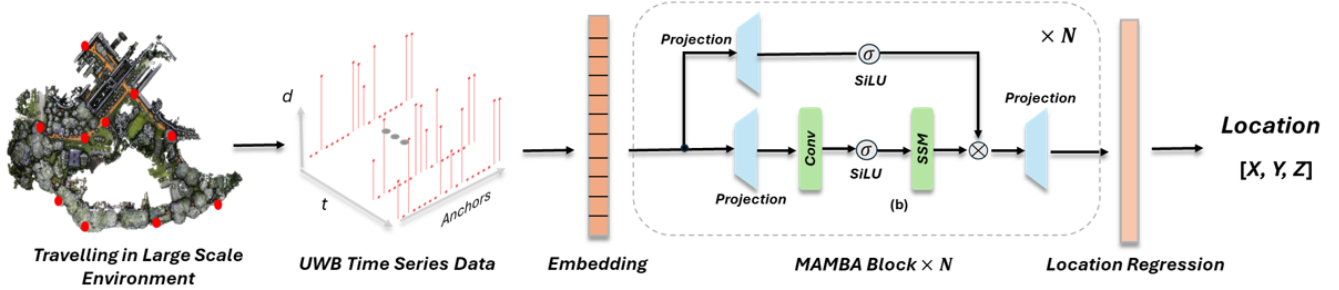 Travelling in Large Scale
Environment
d
t
Anchors
UWB Time Series Data
Embedding
Projection
σ
SiLU
× N
Projection
Conv
σ
SiLU
SSM
(b)
Projection
MAMBA Block × N
Location Regression
Location
[X, Y, Z]